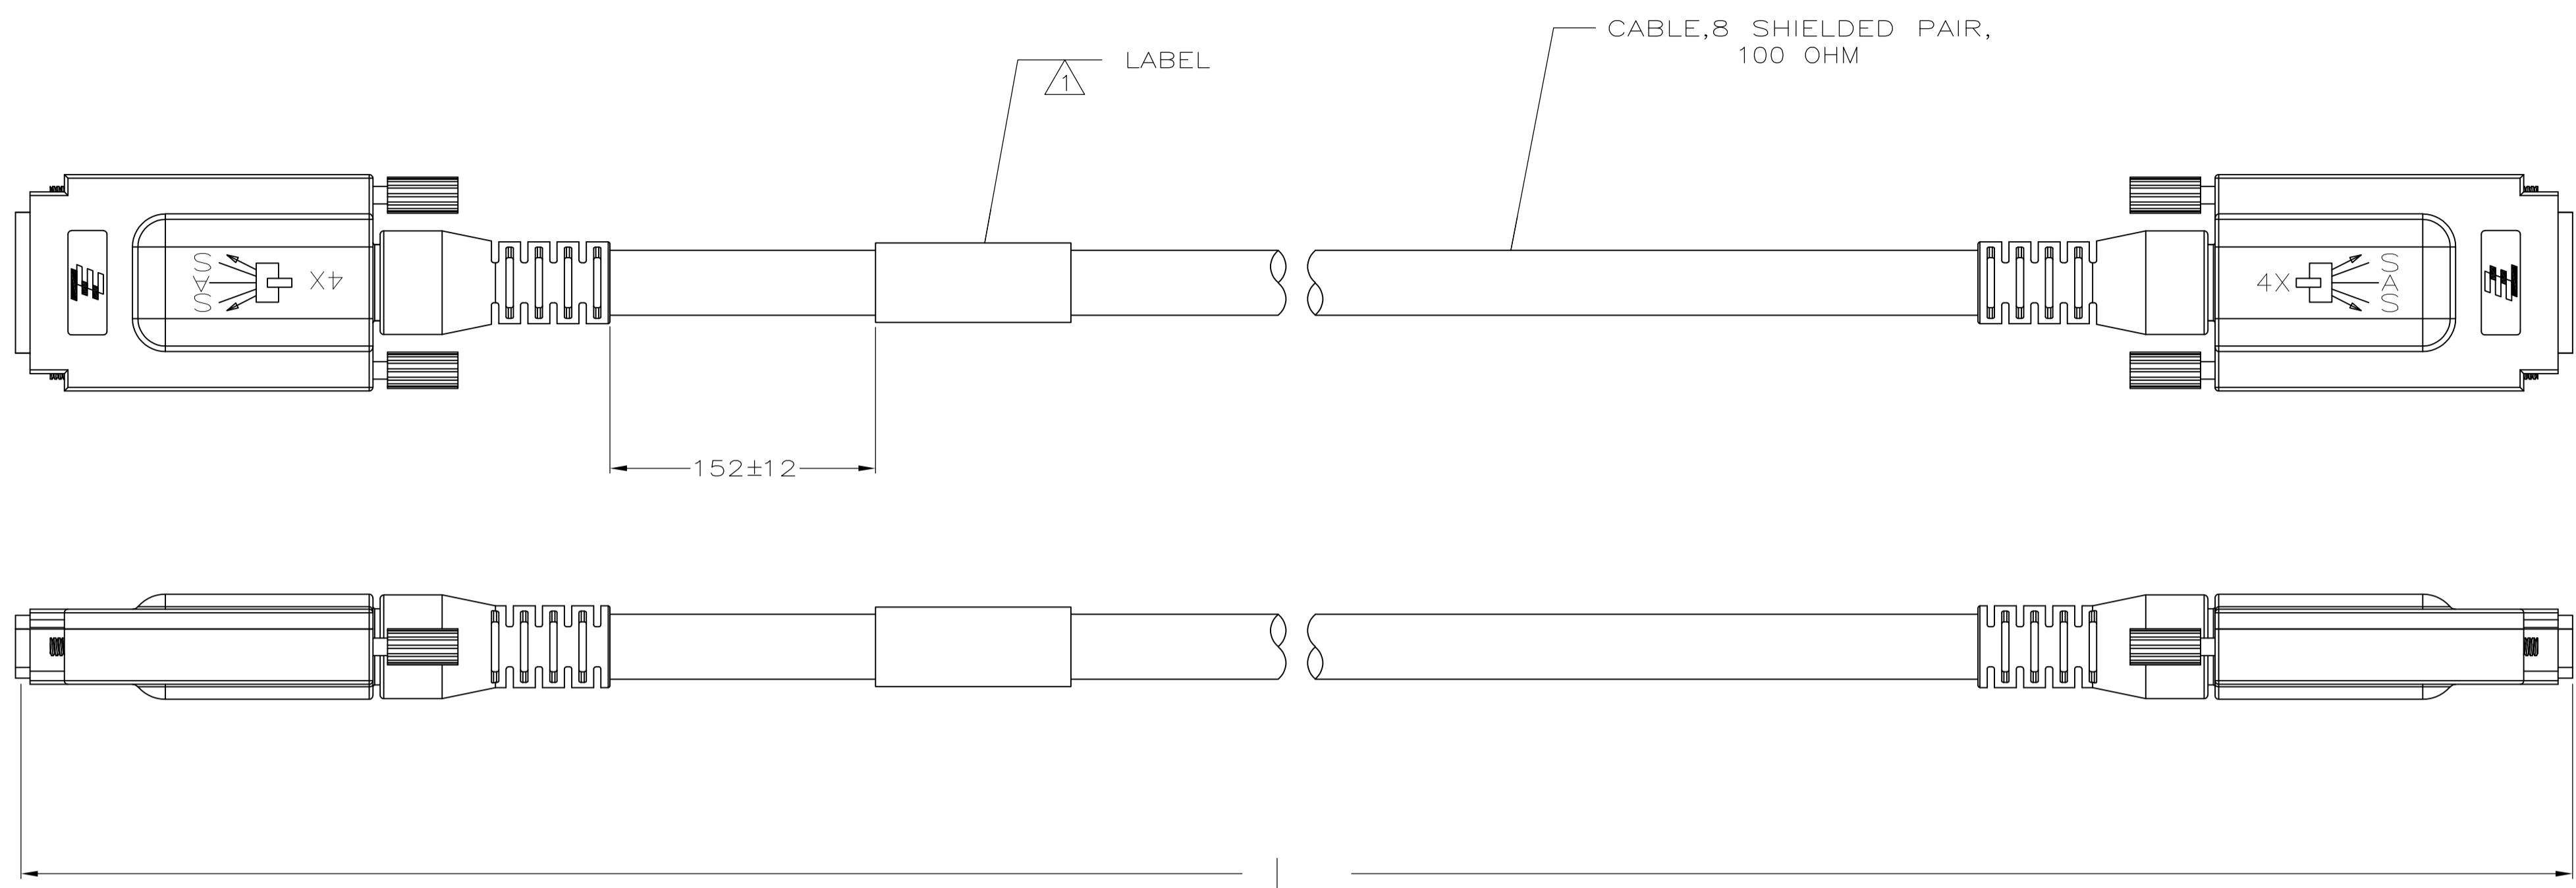 CABLE,8 SHIELDED PAIR,
100 OHM
LABEL
1
SAS
4X
4X
SAS
152±12
L